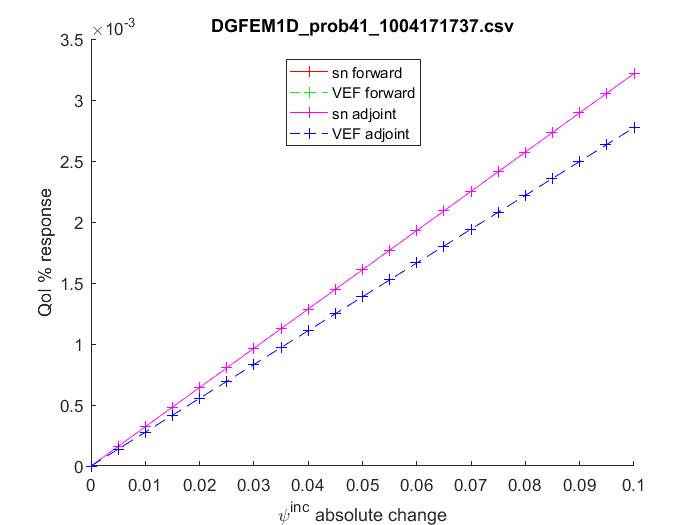 DGFEM1D_prob41_1004171737.csv
×10^-3
3.5
3
2.5
2
1.5
1
0.5
0
QoI % response
sn forward
VEF forward
sn adjoint
VEF adjoint
0 0.01 0.02 0.03 0.04 0.05 0.06 0.07 0.08 0.09 0.1
ψ^inc absolute change